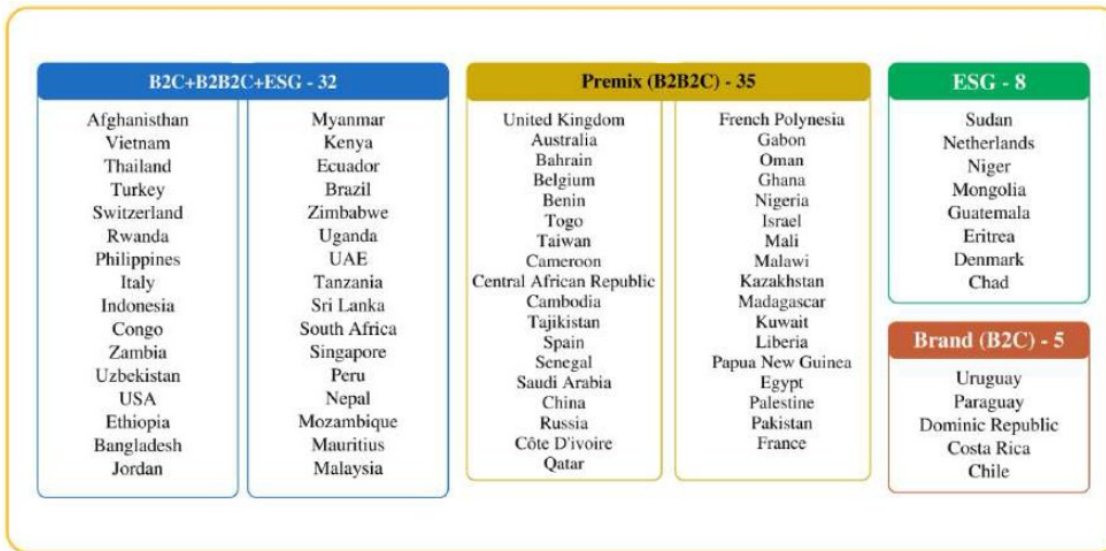 B2C+B2B2C+ESG - 32
Afghanisthan
Vietnam
Thailand
Turkey
Switzerland
Rwanda
Philippines
Italy
Indonesia
Congo
Zambia
Uzbekistan
USA
Ethiopia
Bangladesh
Jordan
Myanmar
Kenya
Ecuador
Brazil
Zimbabwe
Uganda
UAE
Tanzania
Sri Lanka
South Africa
Singapore
Peru
Nepal
Mozambique
Mauritius
Malaysia
Premix (B2B2C) - 35
United Kingdom
Australia
Bahrain
Belgium
Benin
Togo
Taiwan
Cameroon
Central African Republic
Cambodia
Tajikistan
Spain
Senegal
Saudi Arabia
China
Russia
Côte D'ivoire
Qatar
French Polynesia
Gabon
Oman
Ghana
Nigeria
Israel
Mali
Malawi
Kazakhstan
Madagascar
Kuwait
Liberia
Papua New Guinea
Egypt
Palestine
Pakistan
France
ESG - 8
Sudan
Netherlands
Niger
Mongolia
Guatemala
Eritrea
Denmark
Chad
Brand (B2C) - 5
Uruguay
Paraguay
Dominic Republic
Costa Rica
Chile